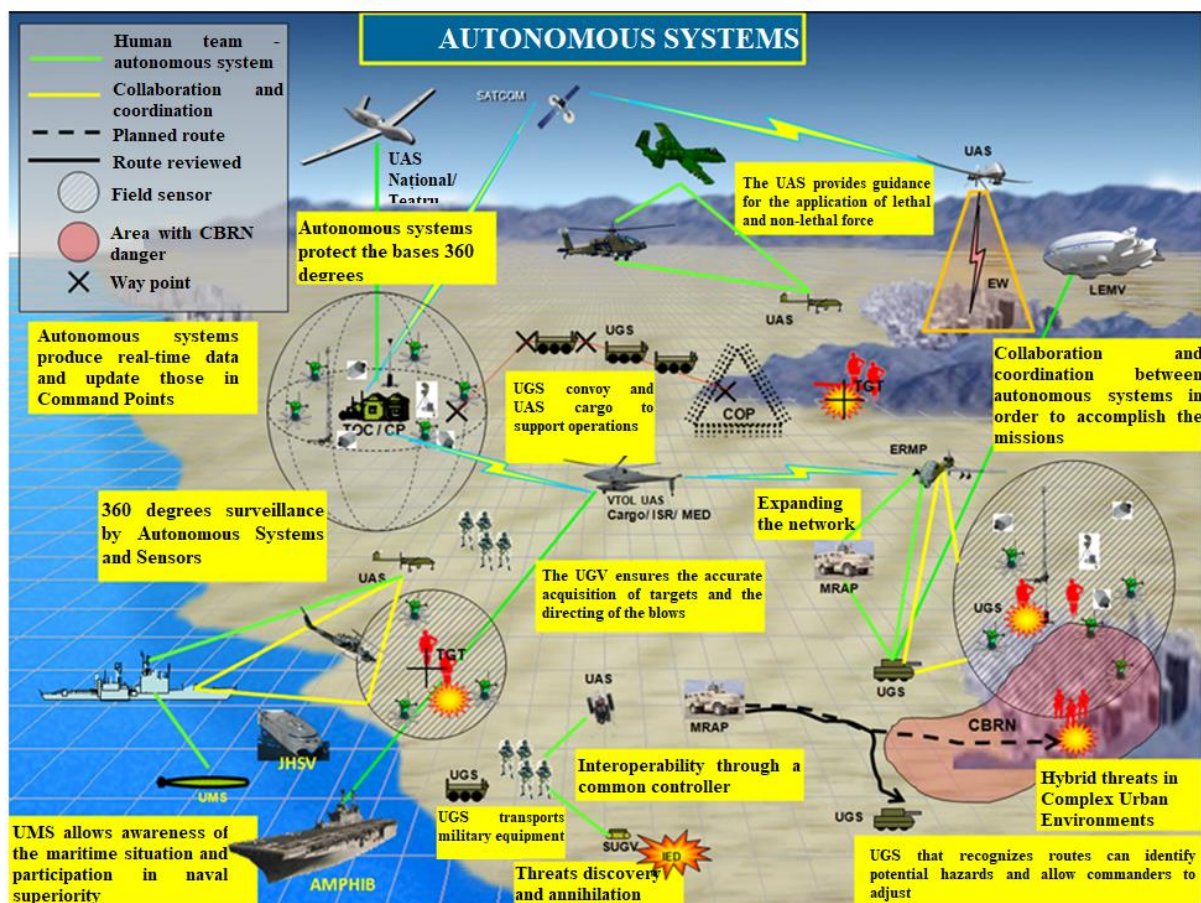 AUTONOMOUS SYSTEMS
Human team -
autonomous system
Collaboration and
coordination
Planned route
Route reviewed
Field sensor
Area with CBRN
danger
Way point
SATCOM
UAS
Național/
Teatru
UAS
The UAS provides guidance
for the application of lethal
and non-lethal force
Autonomous systems
protect the bases 360
degrees
EW
LEMV
UAS
Autonomous systems
produce real-time data
and update those in
Command Points
UGS
UGS convoy and
UAS cargo to
support operations
COP
TGT
Collaboration and
coordination between
autonomous systems in
order to accomplish the
missions
TOC / CP
ERMP
VTOL UAS
Cargo/ ISR/ MED
Expanding
the network
360 degrees surveillance
by Autonomous Systems
and Sensors
UAS
The UGV ensures the accurate
acquisition of targets and the
directing of the blows
MRAP
UGS
TGT
UGS
UAS
MRAP
CBRN
JHSV
UMS
Interoperability through a
common controller
Hybrid threats in
Complex Urban
Environments
UGS
UGS transports
military equipment
UGS
UMS allows awareness of
the maritime situation and
participation in naval
superiority
AMPHIB
SUGV
IED
Threats discovery
and annihilation
UGS that recognizes routes can identify
potential hazards and allow commanders to
adjust